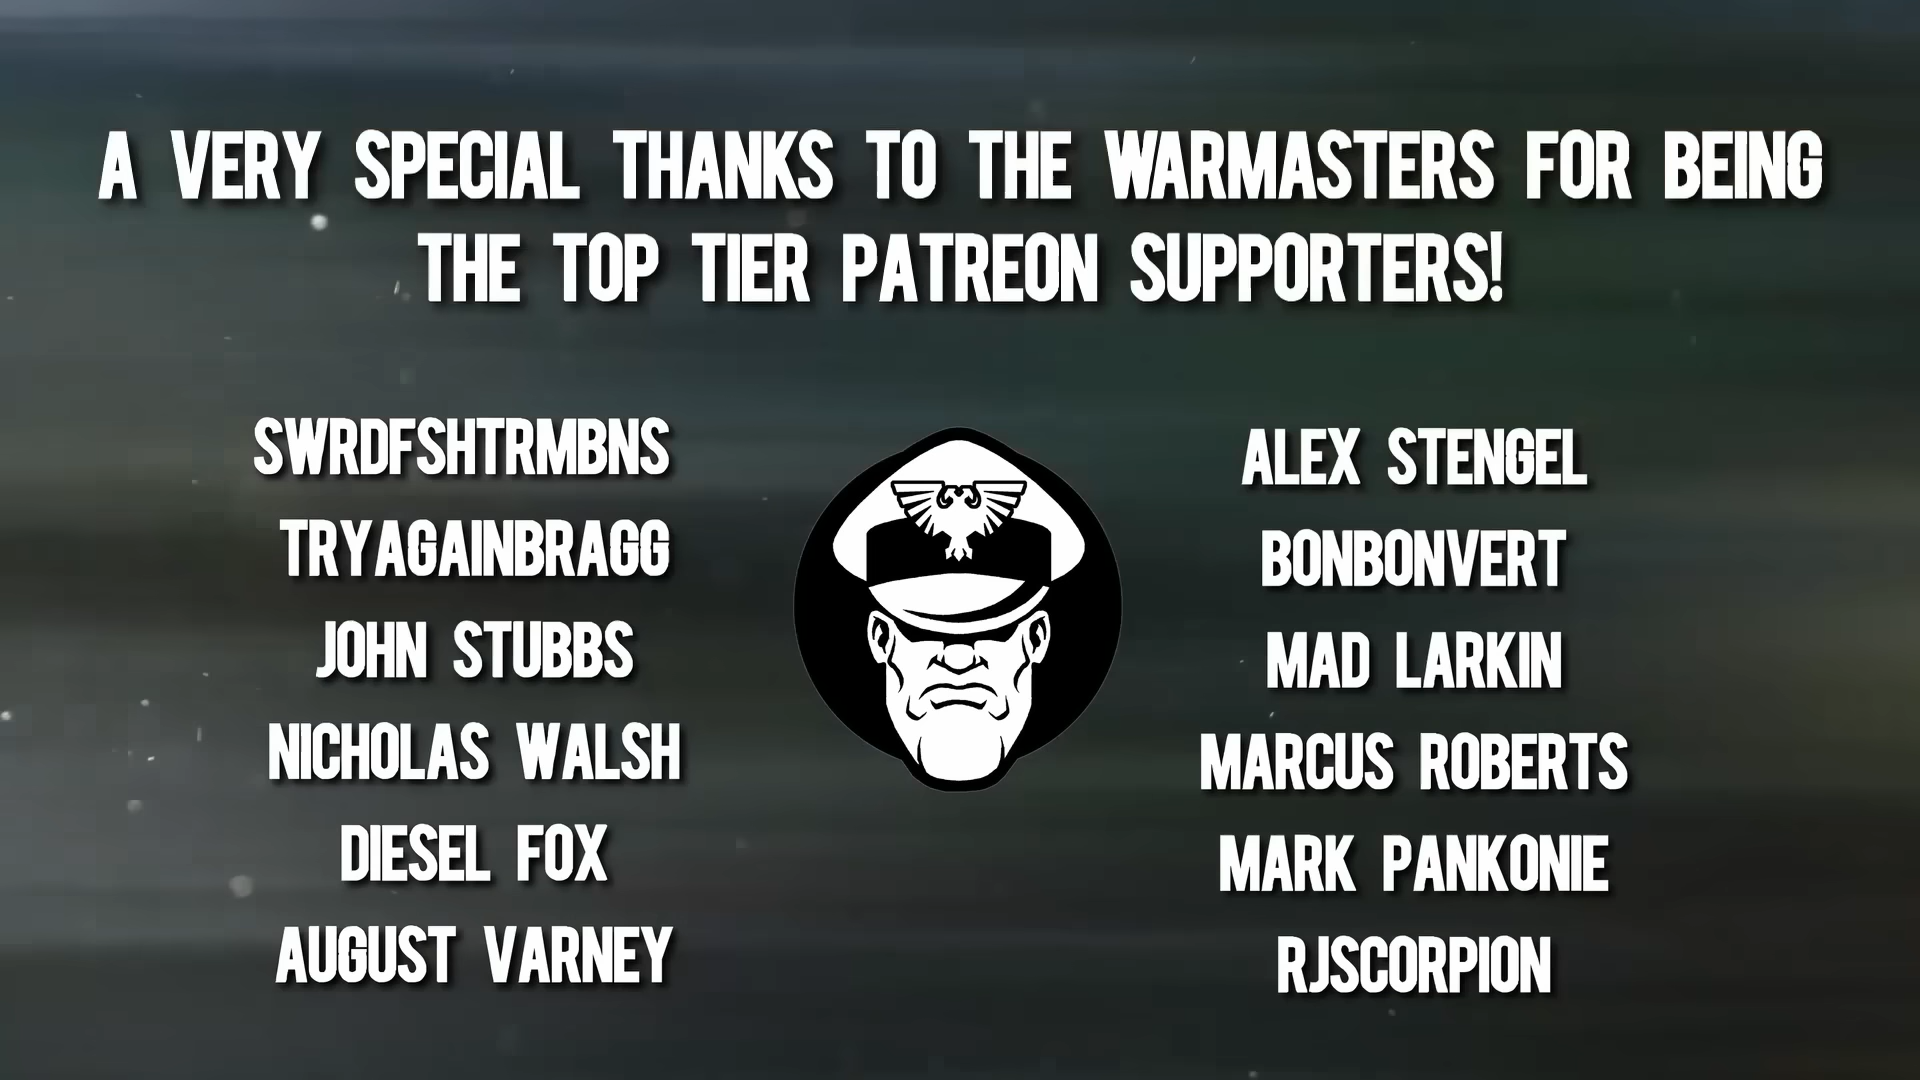 A VERY SPECIAL THANKS TO THE WARMASTERS FOR BEING
THE TOP TIER PATREON SUPPORTERS!
SWRDFSHTRMBNS
TRYAGAINBRAGG
JOHN STUBBS
NICHOLAS WALSH
DIESEL FOX
AUGUST VARNEY
ALEX STENGEL
BONBONVERT
MAD LARKIN
MARCUS ROBERTS
MARK PANKONIE
RJSCORPION